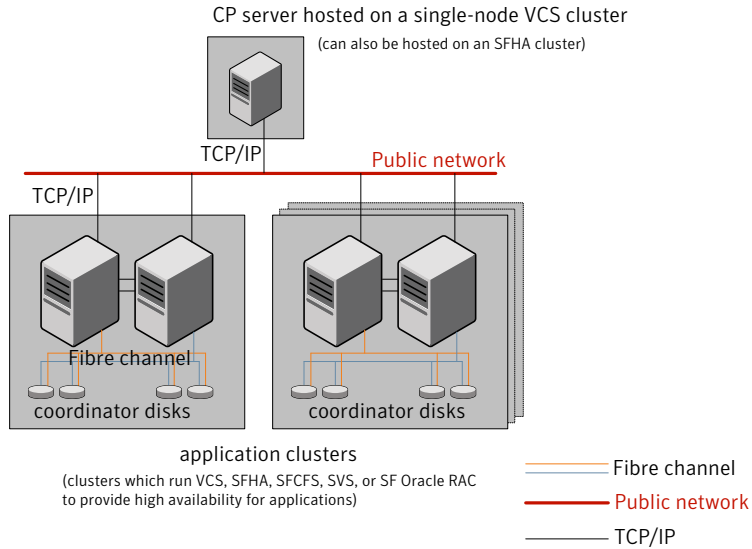 CP server hosted on a single-node VCS cluster
(can also be hosted on an SFHA cluster)
TCP/IP
Public network
TCP/IP
Fibre channel
coordinator disks
coordinator disks
application clusters
(clusters which run VCS, SFHA, SFCFS, SVS, or SF Oracle RAC
to provide high availability for applications)
Fibre channel
Public network
TCP/IP